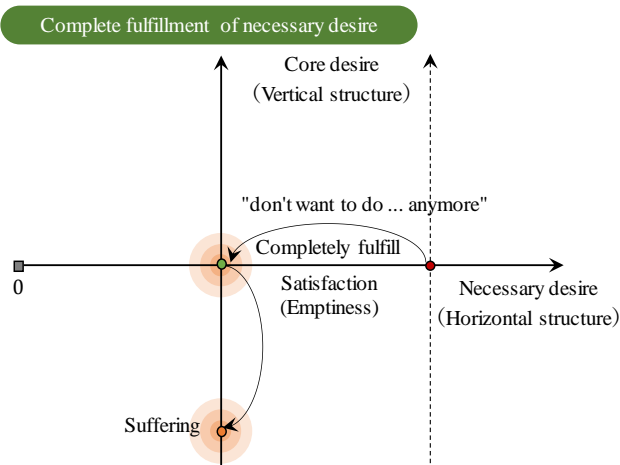 Complete fulfillment of necessary desire
Core desire
（Vertical structure）
"don't want to do ... anymore"
Completely fulfill
0
Satisfaction
(Emptiness)
Necessary desire
（Horizontal structure）
Suffering